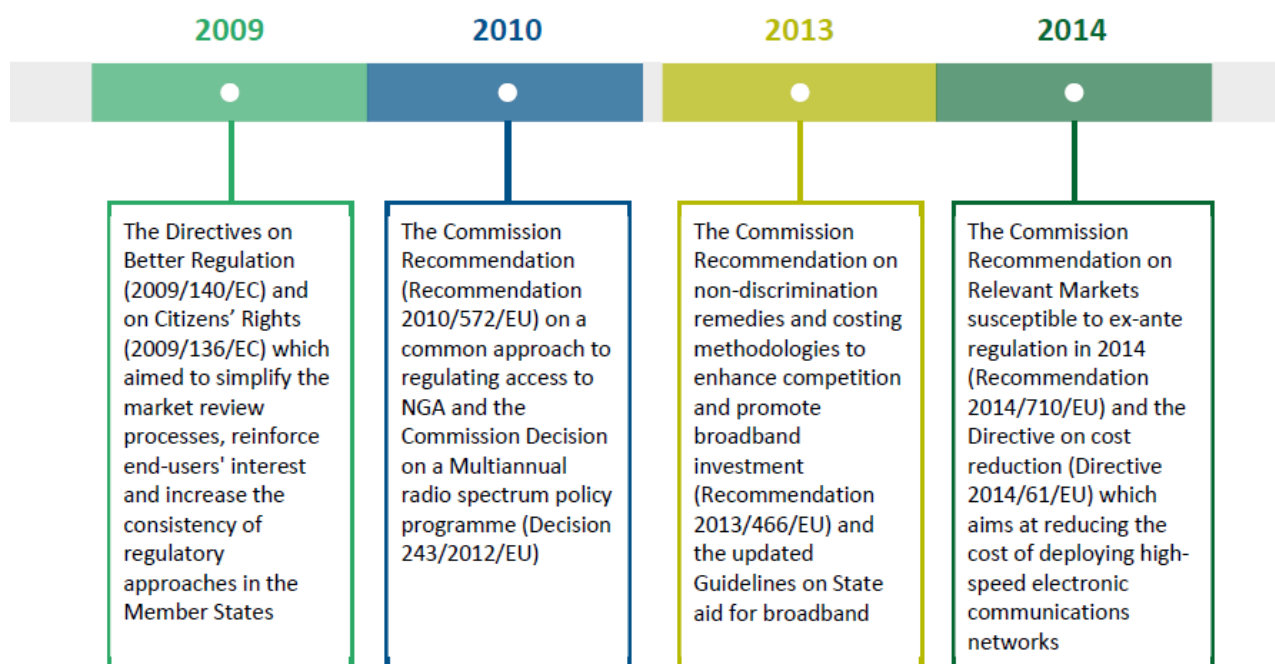 2009
2010
2013
2014
The Directives on
Better Regulation
(2009/140/EC) and
on Citizens’ Rights
(2009/136/EC) which
aimed to simplify the
market review
processes, reinforce
end-users' interest
and increase the
consistency of
regulatory
approaches in the
Member States
The Commission
Recommendation
(Recommendation
2010/572/EU) on a
common approach to
regulating access to
NGA and the
Commission Decision
on a Multiannual
radio spectrum policy
programme (Decision
243/2012/EU)
The Commission
Recommendation on
non-discrimination
remedies and costing
methodologies to
enhance competition
and promote
broadband
investment
(Recommendation
2013/466/EU) and
the updated
Guidelines on State
aid for broadband
The Commission
Recommendation on
Relevant Markets
susceptible to ex-ante
regulation in 2014
(Recommendation
2014/710/EU) and the
Directive on cost
reduction (Directive
2014/61/EU) which
aims at reducing the
cost of deploying high-
speed electronic
communications
networks